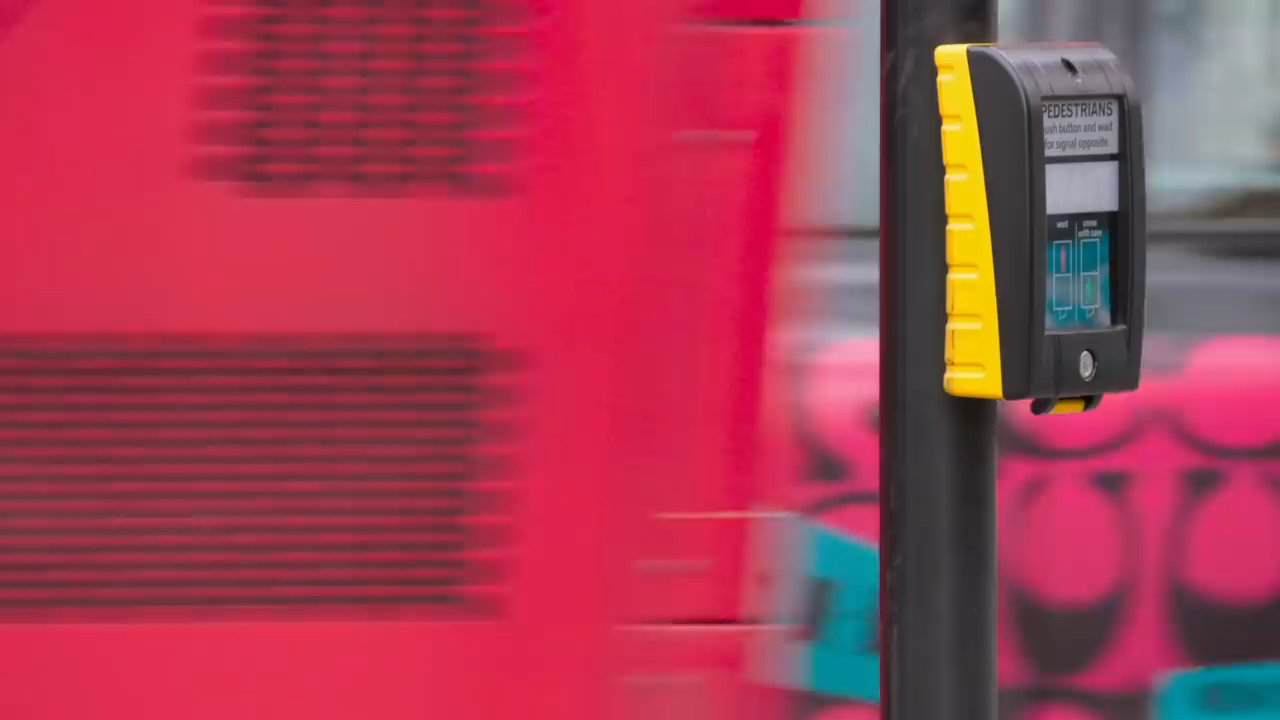 PEDESTRIANS
ush button and wait
for signal opposite
wait
cross
with care